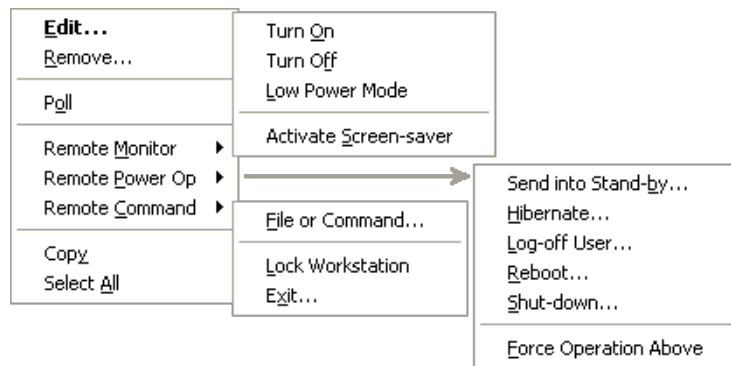 Edit...
Remove...
Poll
Remote Monitor
Remote Power Op
Remote Command
Copy
Select All
Turn On
Turn Off
Low Power Mode
Activate Screen-saver
File or Command...
Lock Workstation
Exit...
Send into Stand-by...
Hibernate...
Log-off User...
Reboot...
Shut-down...
Force Operation Above